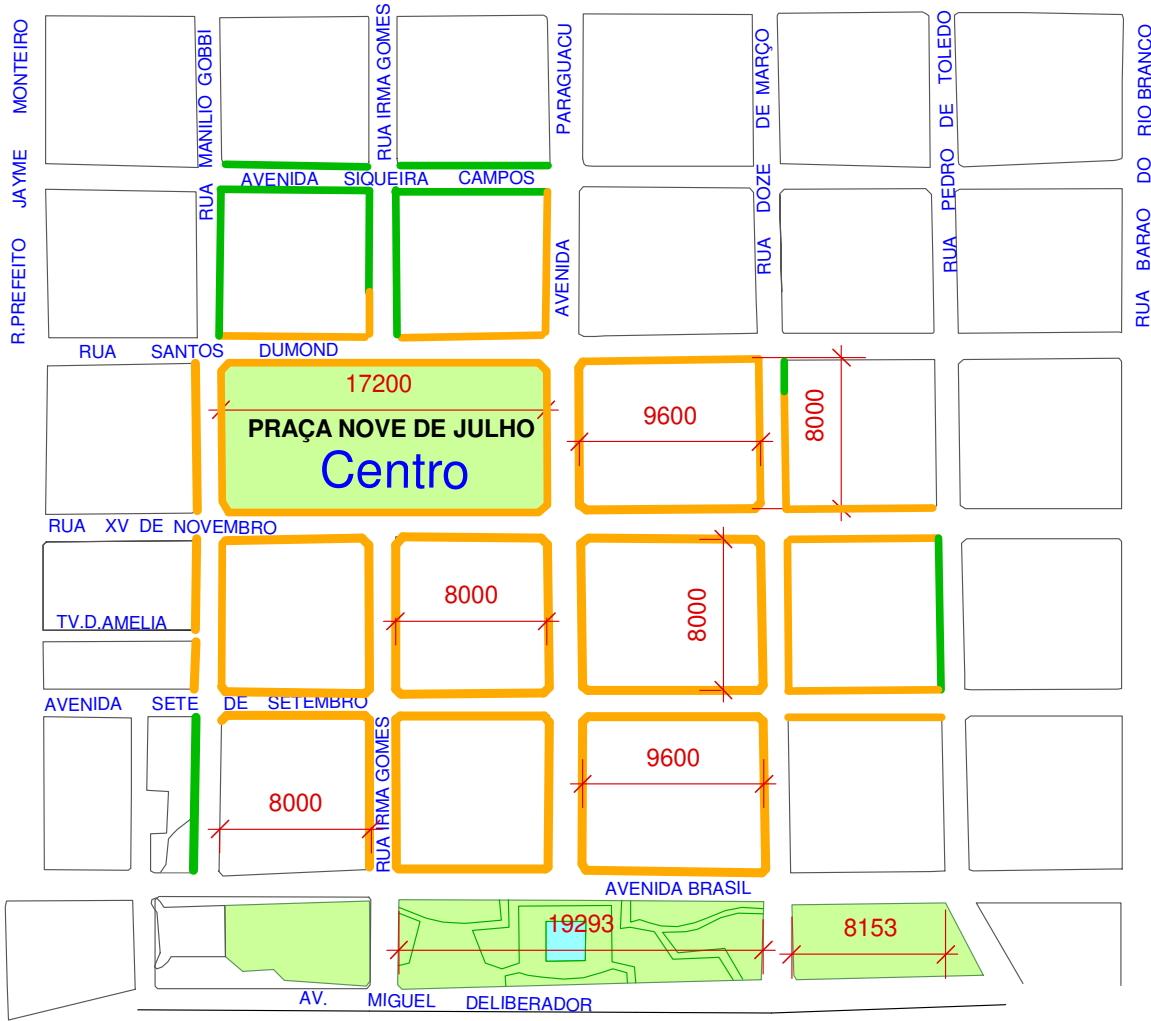 R.PREFEITO JAYME MONTEIRO
RUA MANILIO GOBBI
RUA IRMA GOMES
AVENIDA PARAGUACU
RUA DOZE DE MARÇO
RUA PEDRO DE TOLEDO
RUA BARAO DO RIO BRANCO
AVENIDA SIQUEIRA CAMPOS
RUA SANTOS DUMOND
17200
PRAÇA NOVE DE JULHO
Centro
9600
8000
RUA XV DE NOVEMBRO
8000
8000
TV.D.AMELIA
AVENIDA SETE DE SETEMBRO
RUA IRMA GOMES
8000
9600
AVENIDA BRASIL
19293
8153
AV. MIGUEL DELIBERADOR